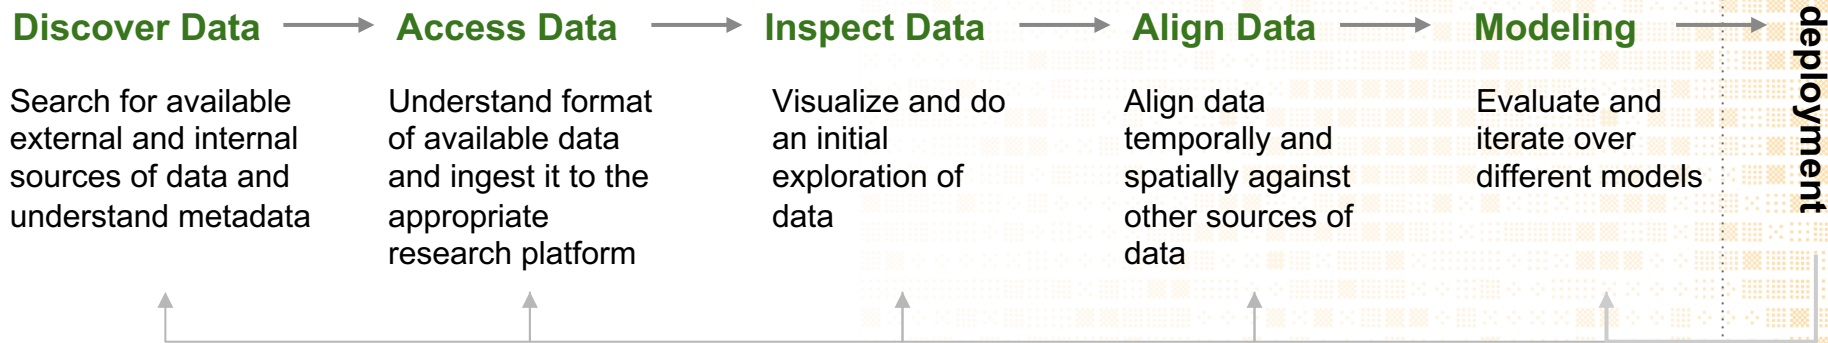 Discover Data
Access Data
Inspect Data
Align Data
Modeling
deployment
Search for available
external and internal
sources of data and
understand metadata
Understand format
of available data
and ingest it to the
appropriate
research platform
Visualize and do
an initial
exploration of
data
Align data
temporally and
spatially against
other sources of
data
Evaluate and
iterate over
different models